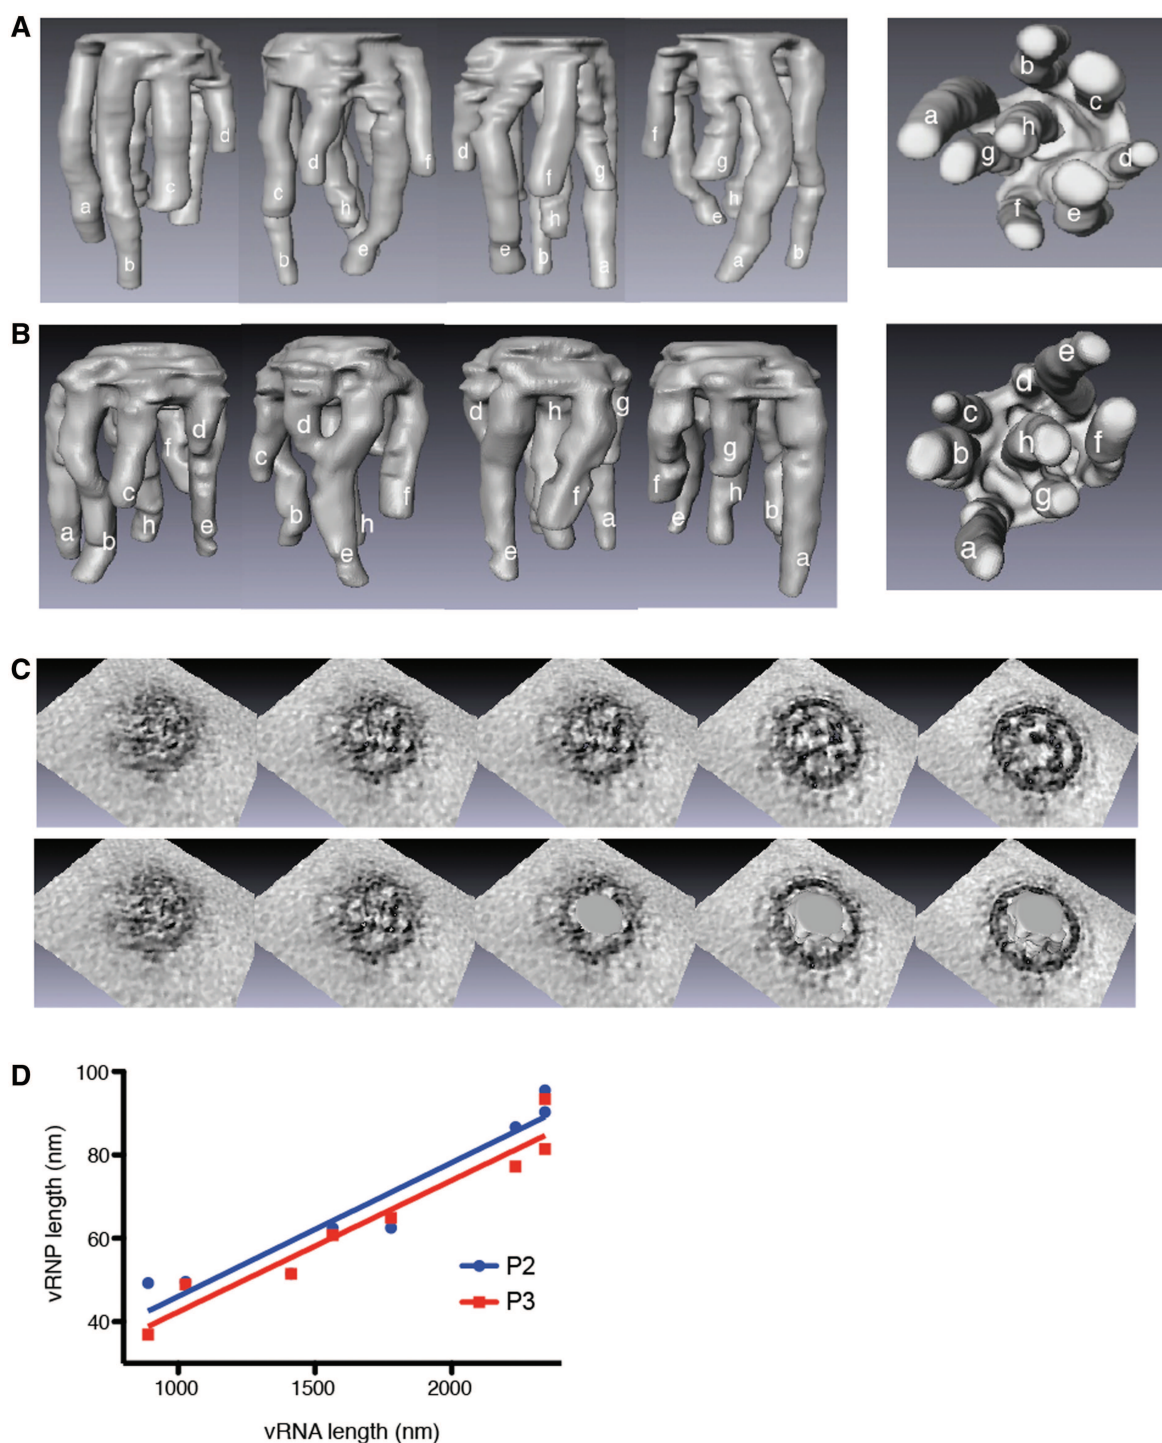 A
a b c d
c b d h e f
d e f b h g a
f e g h a b
b a c h g d f e
B
a b c h f d e
c b d e h f
d e h f g a
f e g h b a
e d c b h f g a
C
D
100
80
60
40
vRNP length (nm)
P2
P3
1000 1500 2000
vRNA length (nm)